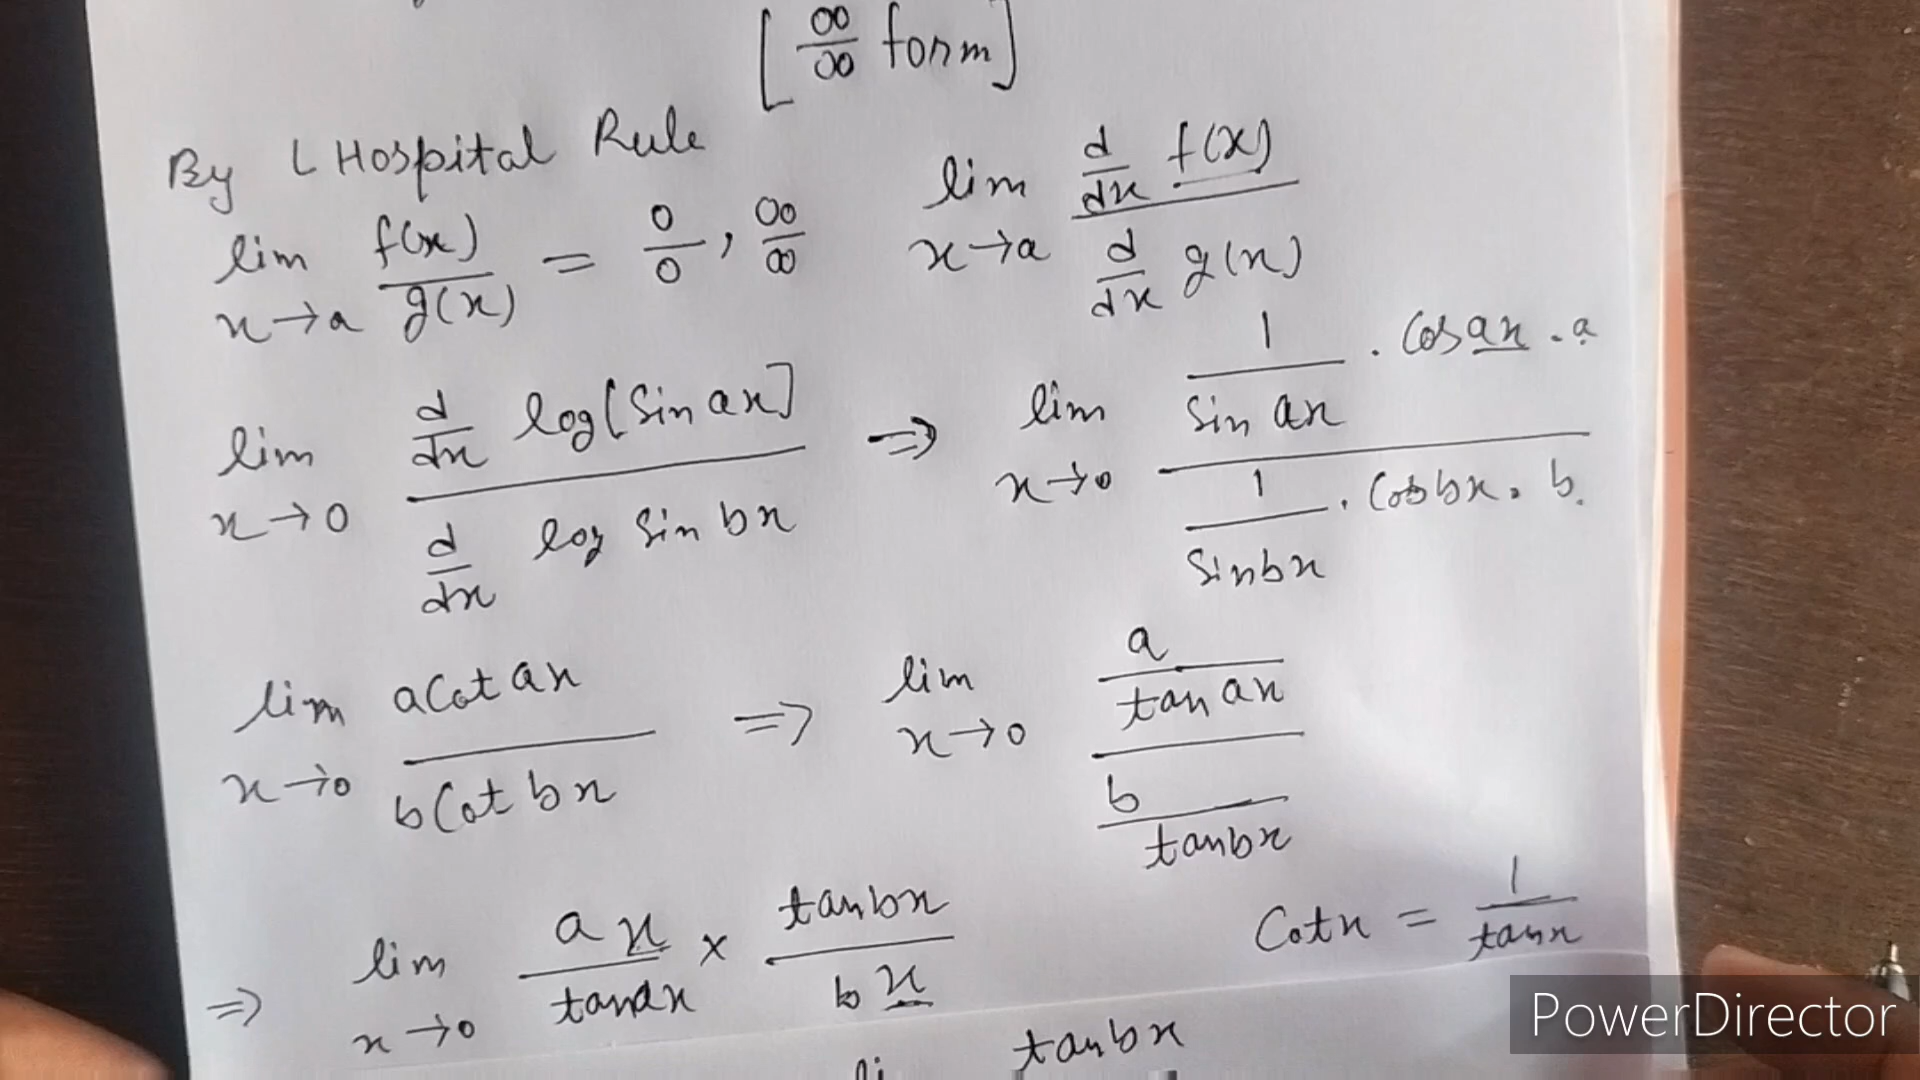 [∞/∞ form]
By L Hospital Rule
lim x→a f(x)/g(x) = 0/0, ∞/∞ lim x→a d/dx f(x) / d/dx g(x)
lim x→0 d/dx log[sin ax] / d/dx log sin bx ⇒ lim x→0 1/sin ax . cos ax . a / 1/sin bx . cos bx . b.
lim x→0 a cot ax / b cot bx ⇒ lim x→0 a/tan ax / b/tan bx
⇒ lim x→0 ax/tan ax × tan bx/bx
Cot x = 1/tan x
tan bx
PowerDirector